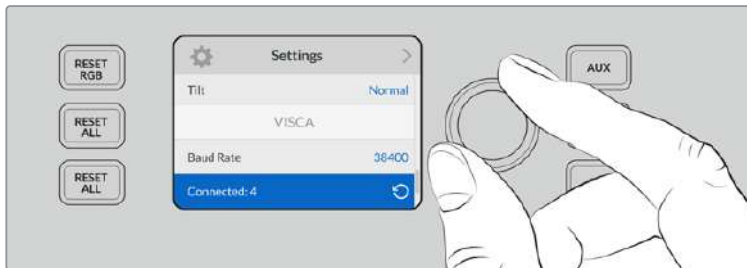 RESET
RGB
RESET
ALL
RESET
ALL
Settings
Tilt Normal
VISCA
Baud Rate 38400
Connected: 4
AUX